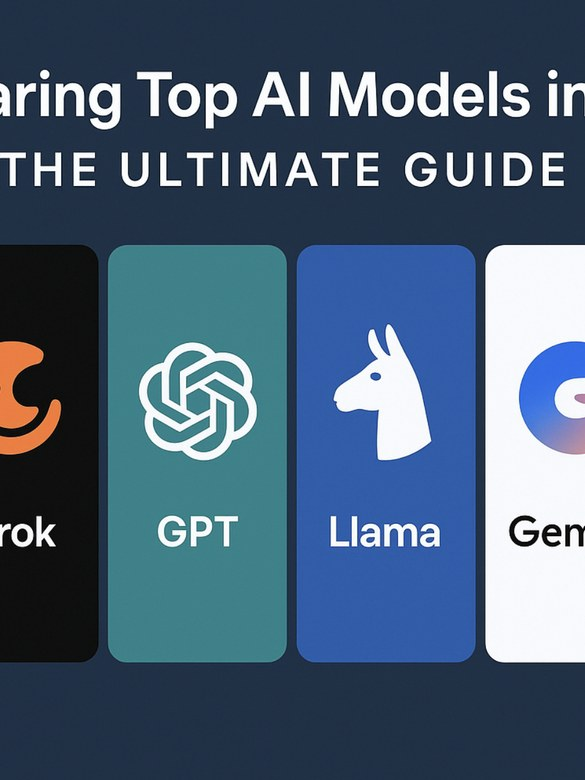 aring Top AI Models in
THE ULTIMATE GUIDE
rok
GPT
Llama
Gem